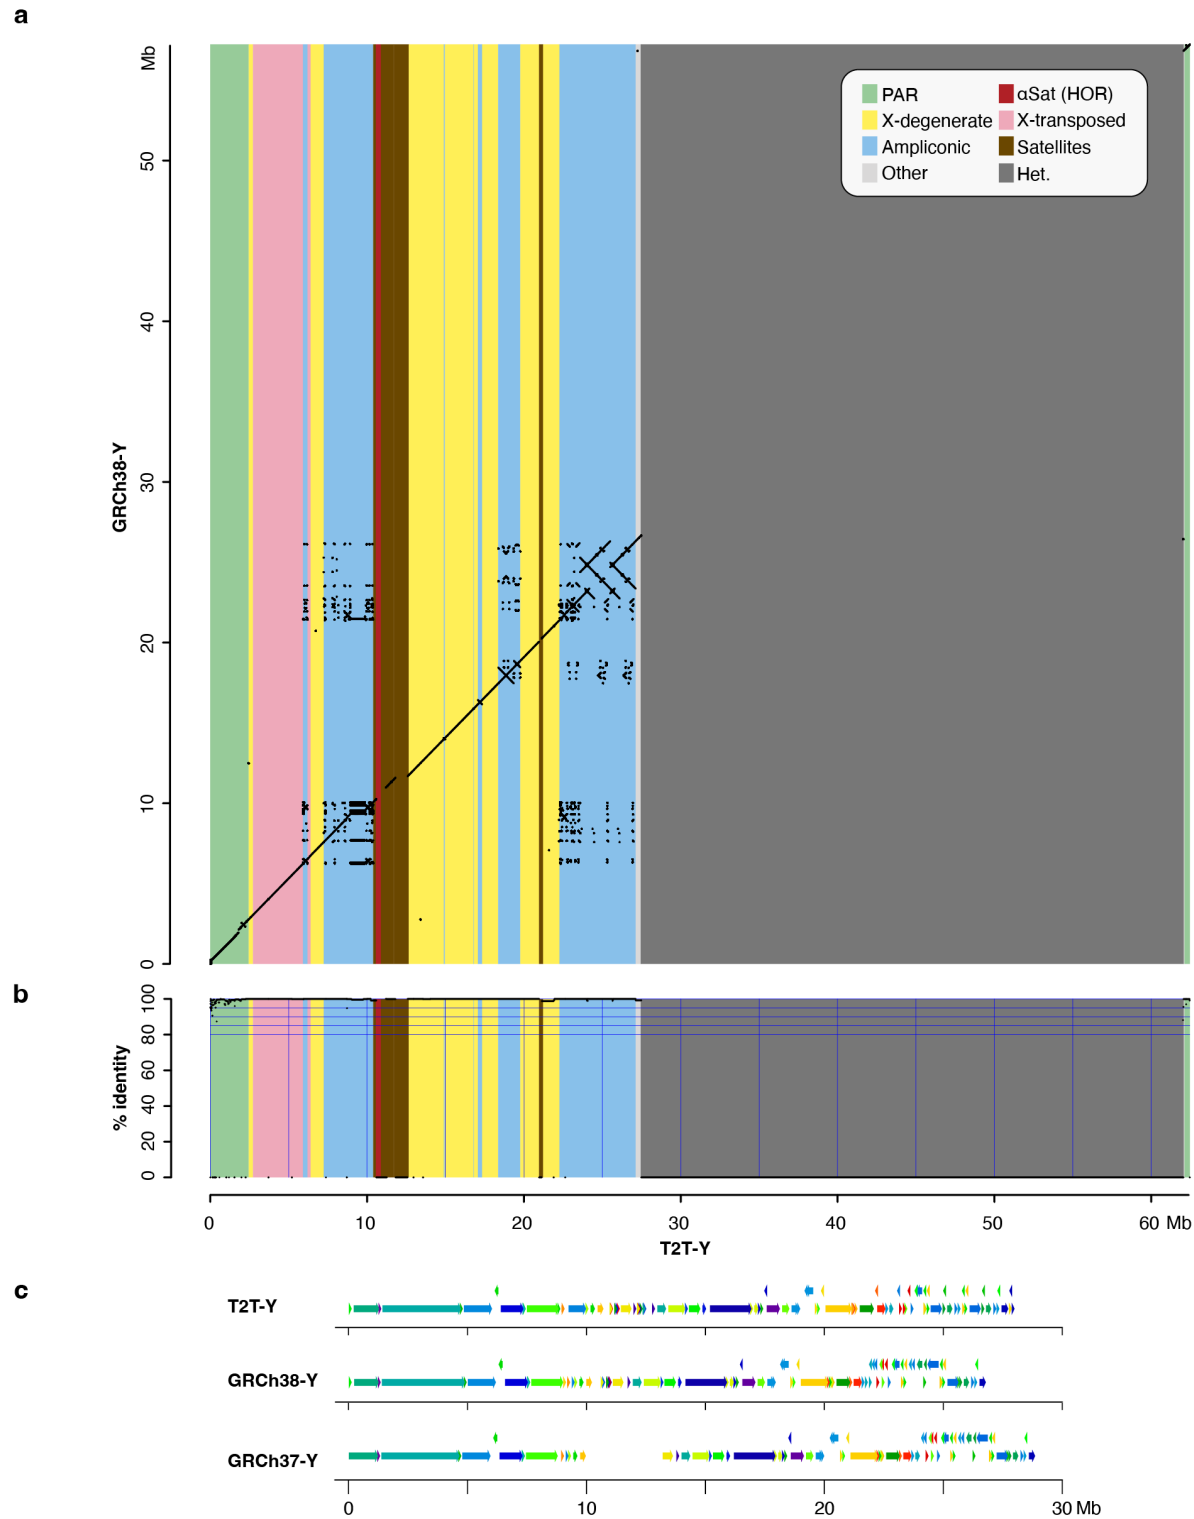 a
Mb
50
40
30
20
10
0
GRCh38-Y
PAR
αSat (HOR)
X-degenerate
X-transposed
Ampliconic
Satellites
Other
Het.
b
100
80
60
40
20
0
% identity
0 10 20 30 40 50 60 Mb
T2T-Y
c
T2T-Y
GRCh38-Y
GRCh37-Y
0 10 20 30 Mb